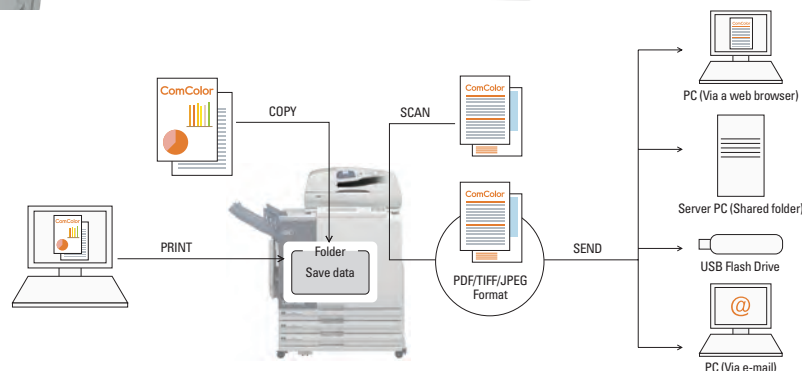 ComColor
COPY
ComColor
SCAN
ComColor
PRINT
Folder
Save data
ComColor
PDF/TIFF/JPEG
Format
SEND
PC (Via a web browser)
Server PC (Shared folder)
USB Flash Drive
@
PC (Via e-mail)